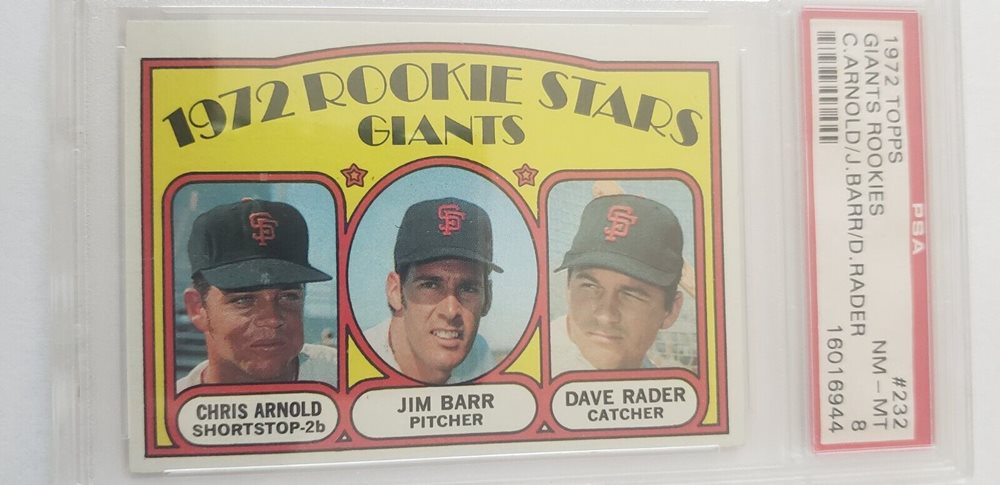 1972 ROOKIE STARS
GIANTS
SF
SF
SF
CHRIS ARNOLD
SHORTSTOP-2b
JIM BARR
PITCHER
DAVE RADER
CATCHER
1972 TOPPS
GIANTS ROOKIES
C.ARNOLD/J.BARR/D.RADER
PSA
#232
NM-MT 8
16016944